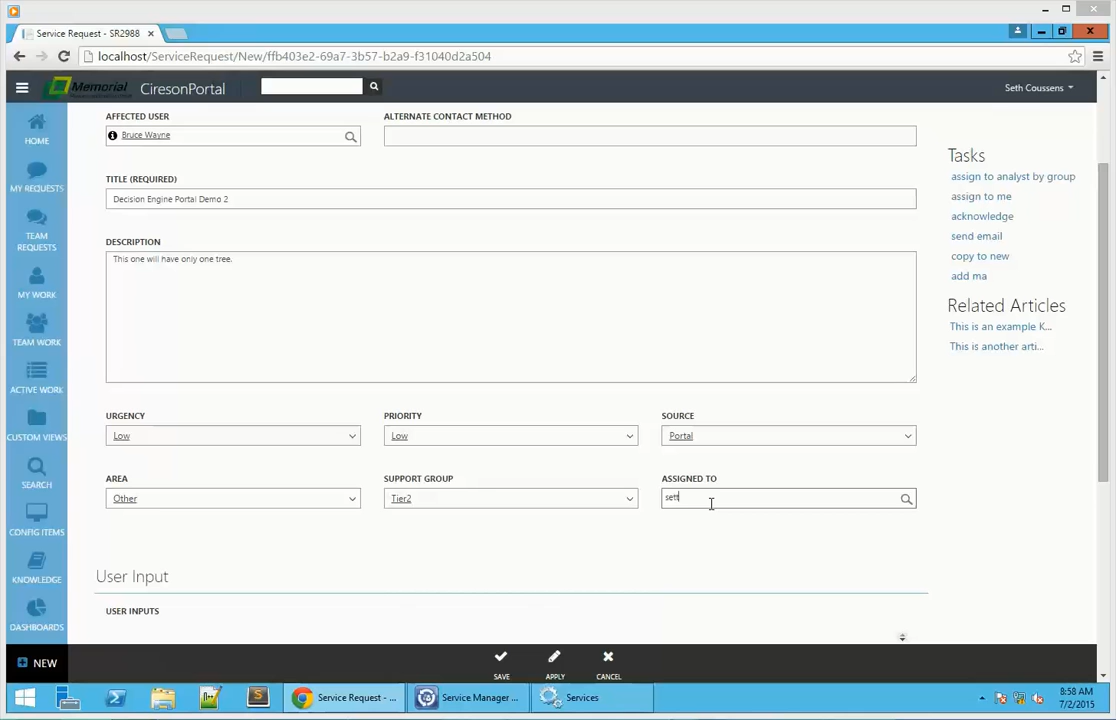 Service Request - SR2988
localhost/ServiceRequest/New/ffb403e2-69a7-3b57-b2a9-f31040d2a504
Memorial
CiresonPortal
Seth Coussens
HOME
MY REQUESTS
TEAM
REQUESTS
MY WORK
TEAM WORK
ACTIVE WORK
CUSTOM VIEWS
SEARCH
CONFIG ITEMS
KNOWLEDGE
DASHBOARDS
NEW
AFFECTED USER
ALTERNATE CONTACT METHOD
Bruce Wayne
TITLE (REQUIRED)
Decision Engine Portal Demo 2
DESCRIPTION
This one will have only one tree.
URGENCY
PRIORITY
SOURCE
Low
Low
Portal
AREA
SUPPORT GROUP
ASSIGNED TO
Other
Tier2
sett
User Input
USER INPUTS
Tasks
assign to analyst by group
assign to me
acknowledge
send email
copy to new
add ma
Related Articles
This is an example K...
This is another arti...
SAVE
APPLY
CANCEL
Service Request - ...
Service Manager ...
Services
8:58 AM
7/2/2015